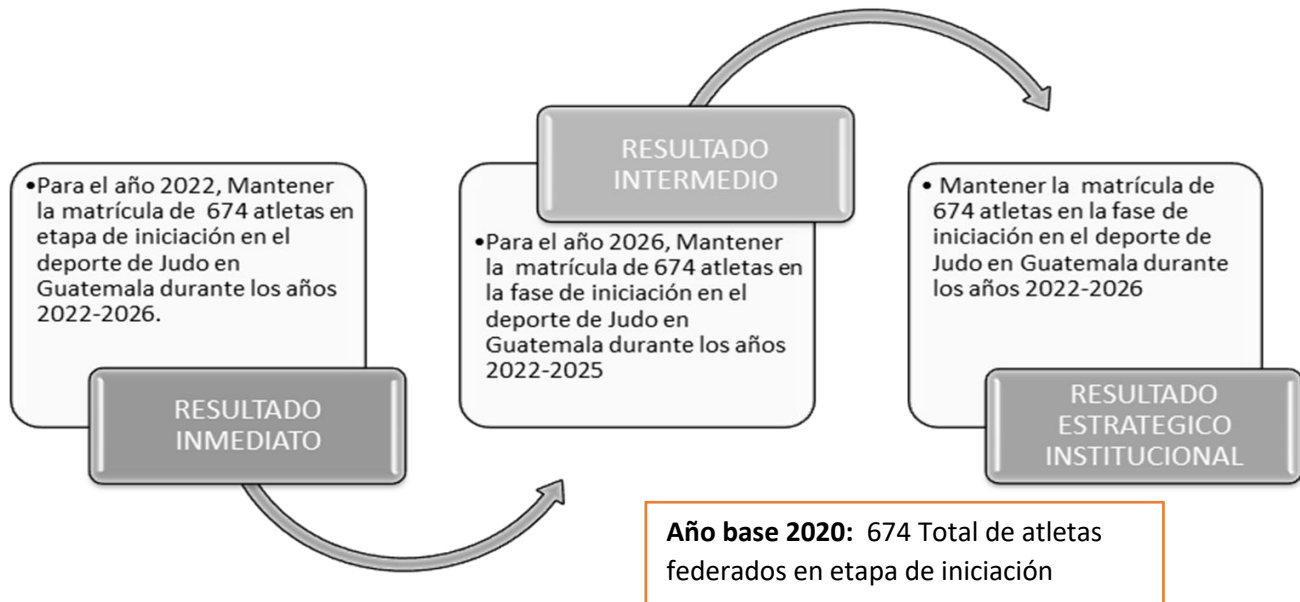 •Para el año 2022, Mantener
la matrícula de 674 atletas en
etapa de iniciación en el
deporte de Judo en
Guatemala durante los años
2022-2026.
RESULTADO
INMEDIATO
RESULTADO
INTERMEDIO
•Para el año 2026, Mantener
la matrícula de 674 atletas en
la fase de iniciación en el
deporte de Judo en
Guatemala durante los años
2022-2025
• Mantener la matrícula de
674 atletas en la fase de
iniciación en el deporte de
Judo en Guatemala durante
los años 2022-2026
RESULTADO
ESTRATEGICO
INSTITUCIONAL
Año base 2020: 674 Total de atletas
federados en etapa de iniciación